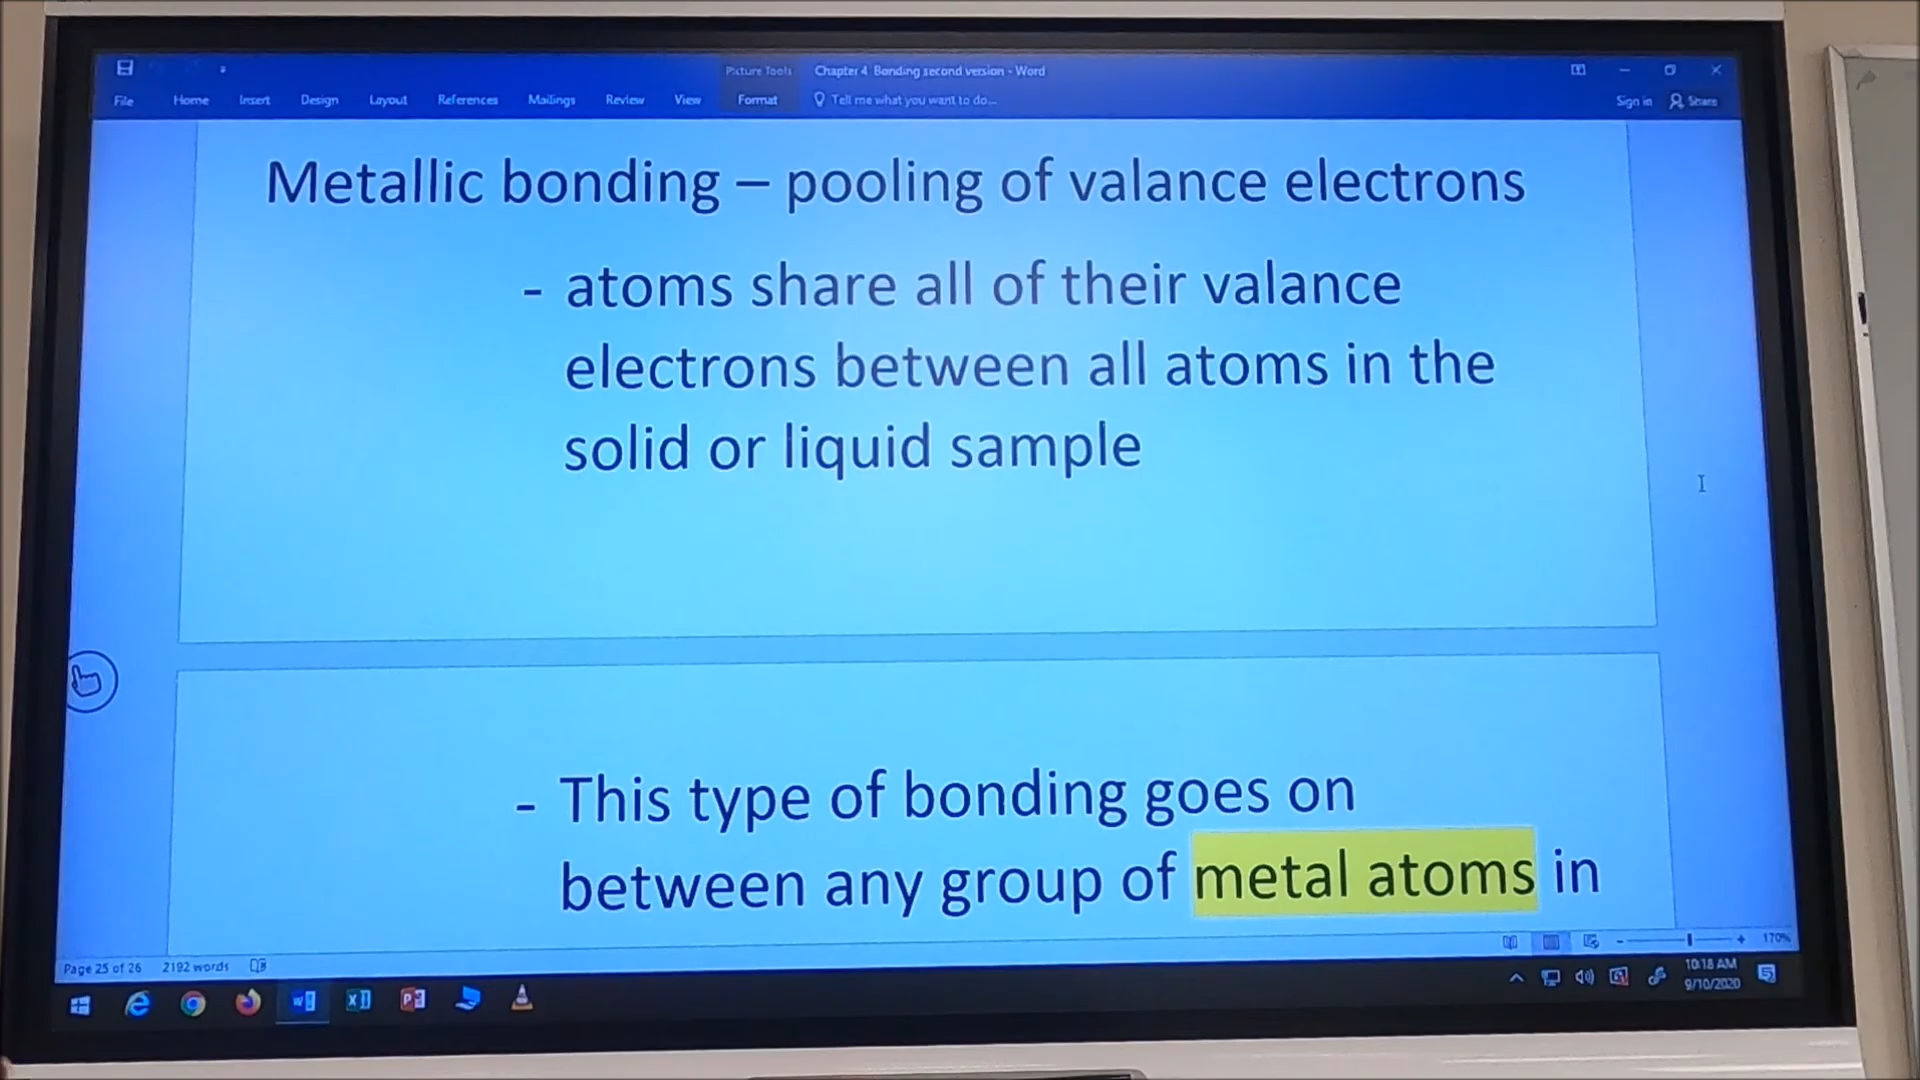 Picture Tools
Chapter 4 Bonding second version - Word
File Home Insert Design Layout References Mailings Review View Format Tell me what you want to do...
Sign in Share
Metallic bonding – pooling of valance electrons
- atoms share all of their valance
electrons between all atoms in the
solid or liquid sample
- This type of bonding goes on
between any group of metal atoms in
Page 25 of 26 2192 words
170%
10:18 AM
9/10/2020